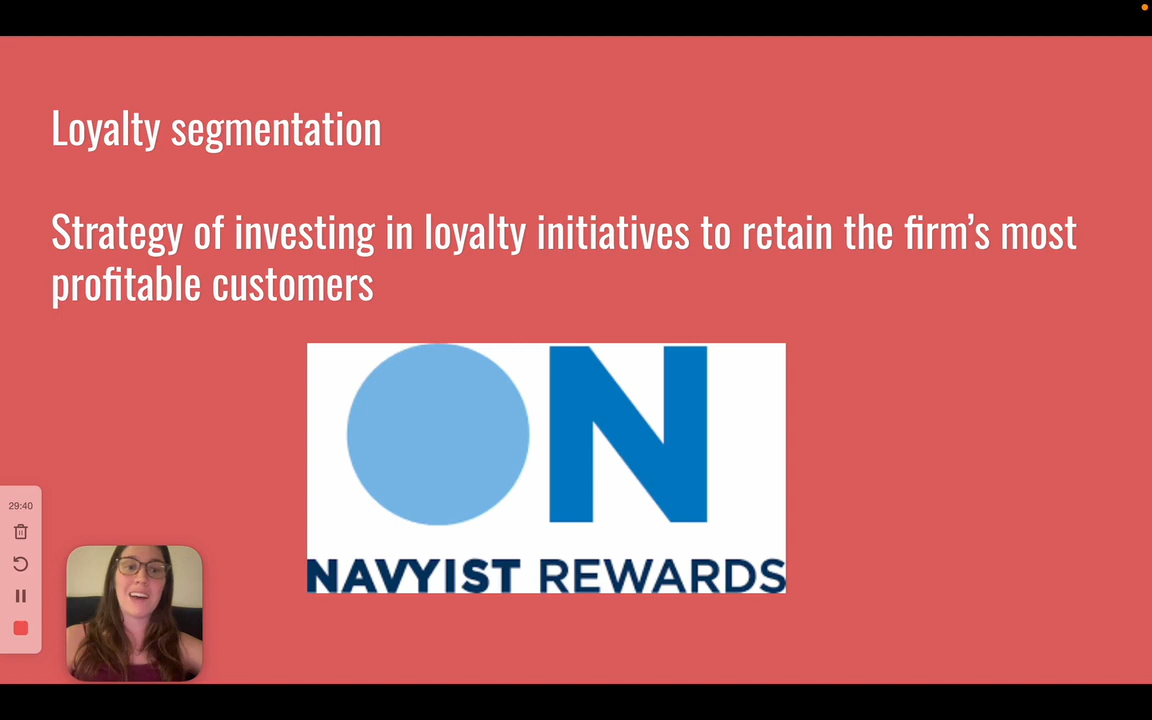 Loyalty segmentation
Strategy of investing in loyalty initiatives to retain the firm’s most
profitable customers
ON
NAVYIST REWARDS
29:40